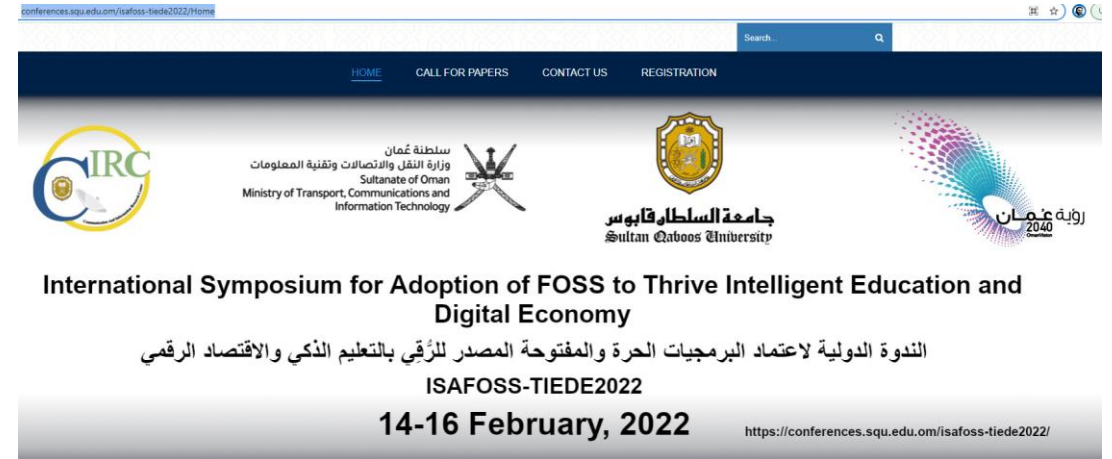 conferences.squ.edu.om/isafoss-tiede2022/Home
Search...
HOME CALL FOR PAPERS CONTACT US REGISTRATION
CIRC
سلطنة عُمان
وزارة النقل والاتصالات وتقنية المعلومات
Sultanate of Oman
Ministry of Transport, Communications and
Information Technology
جامعة السلطان قابوس
Sultan Qaboos University
رؤية عُمان
2040
OmanVision
International Symposium for Adoption of FOSS to Thrive Intelligent Education and
Digital Economy
الندوة الدولية لاعتماد البرمجيات الحرة والمفتوحة المصدر للرُّقِي بالتعليم الذكي والاقتصاد الرقمي
ISAFOSS-TIEDE2022
14-16 February, 2022
https://conferences.squ.edu.om/isafoss-tiede2022/